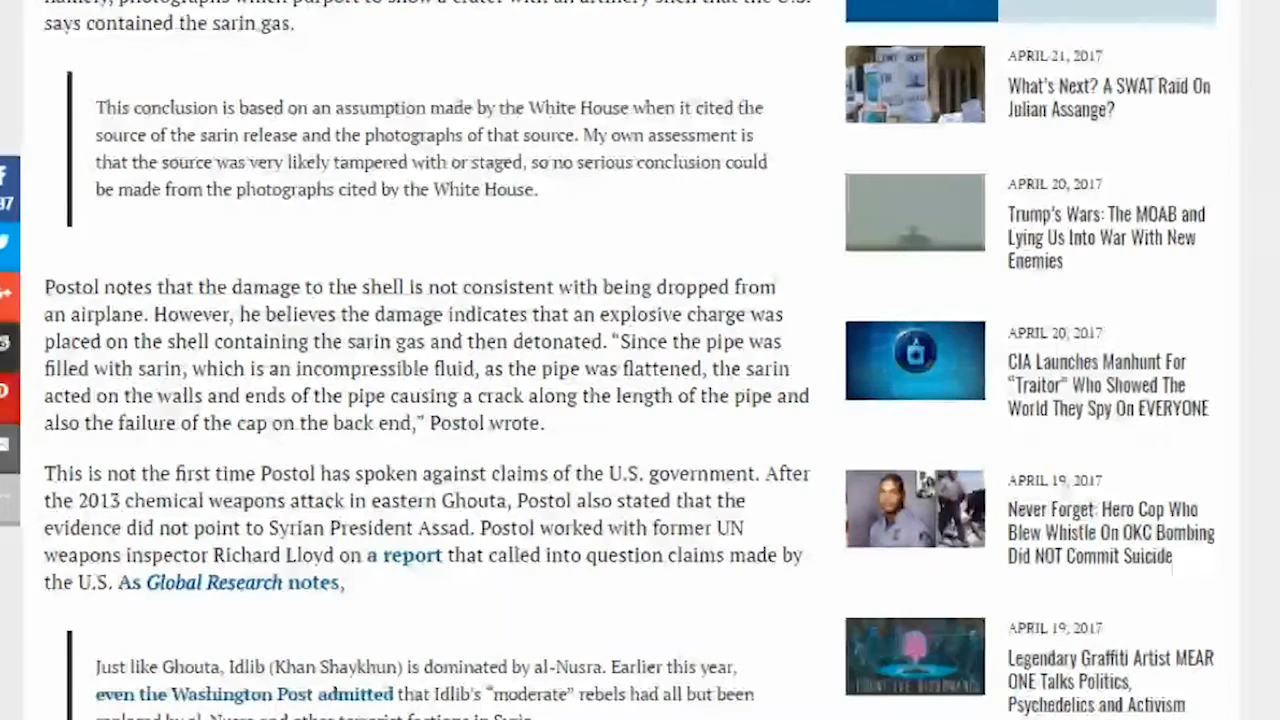 says contained the sarin gas.
This conclusion is based on an assumption made by the White House when it cited the
source of the sarin release and the photographs of that source. My own assessment is
that the source was very likely tampered with or staged, so no serious conclusion could
be made from the photographs cited by the White House.
Postol notes that the damage to the shell is not consistent with being dropped from
an airplane. However, he believes the damage indicates that an explosive charge was
placed on the shell containing the sarin gas and then detonated. “Since the pipe was
filled with sarin, which is an incompressible fluid, as the pipe was flattened, the sarin
acted on the walls and ends of the pipe causing a crack along the length of the pipe and
also the failure of the cap on the back end,” Postol wrote.
This is not the first time Postol has spoken against claims of the U.S. government. After
the 2013 chemical weapons attack in eastern Ghouta, Postol also stated that the
evidence did not point to Syrian President Assad. Postol worked with former UN
weapons inspector Richard Lloyd on a report that called into question claims made by
the U.S. As Global Research notes,
Just like Ghouta, Idlib (Khan Shaykhun) is dominated by al-Nusra. Earlier this year,
even the Washington Post admitted that Idlib's “moderate” rebels had all but been
APRIL 21, 2017
What's Next? A SWAT Raid On
Julian Assange?
APRIL 20, 2017
Trump's Wars: The MOAB and
Lying Us Into War With New
Enemies
APRIL 20, 2017
CIA Launches Manhunt For
“Traitor” Who Showed The
World They Spy On EVERYONE
APRIL 19, 2017
Never Forget: Hero Cop Who
Blew Whistle On OKC Bombing
Did NOT Commit Suicide
APRIL 19, 2017
Legendary Graffiti Artist MEAR
ONE Talks Politics,
Psychedelics and Activism